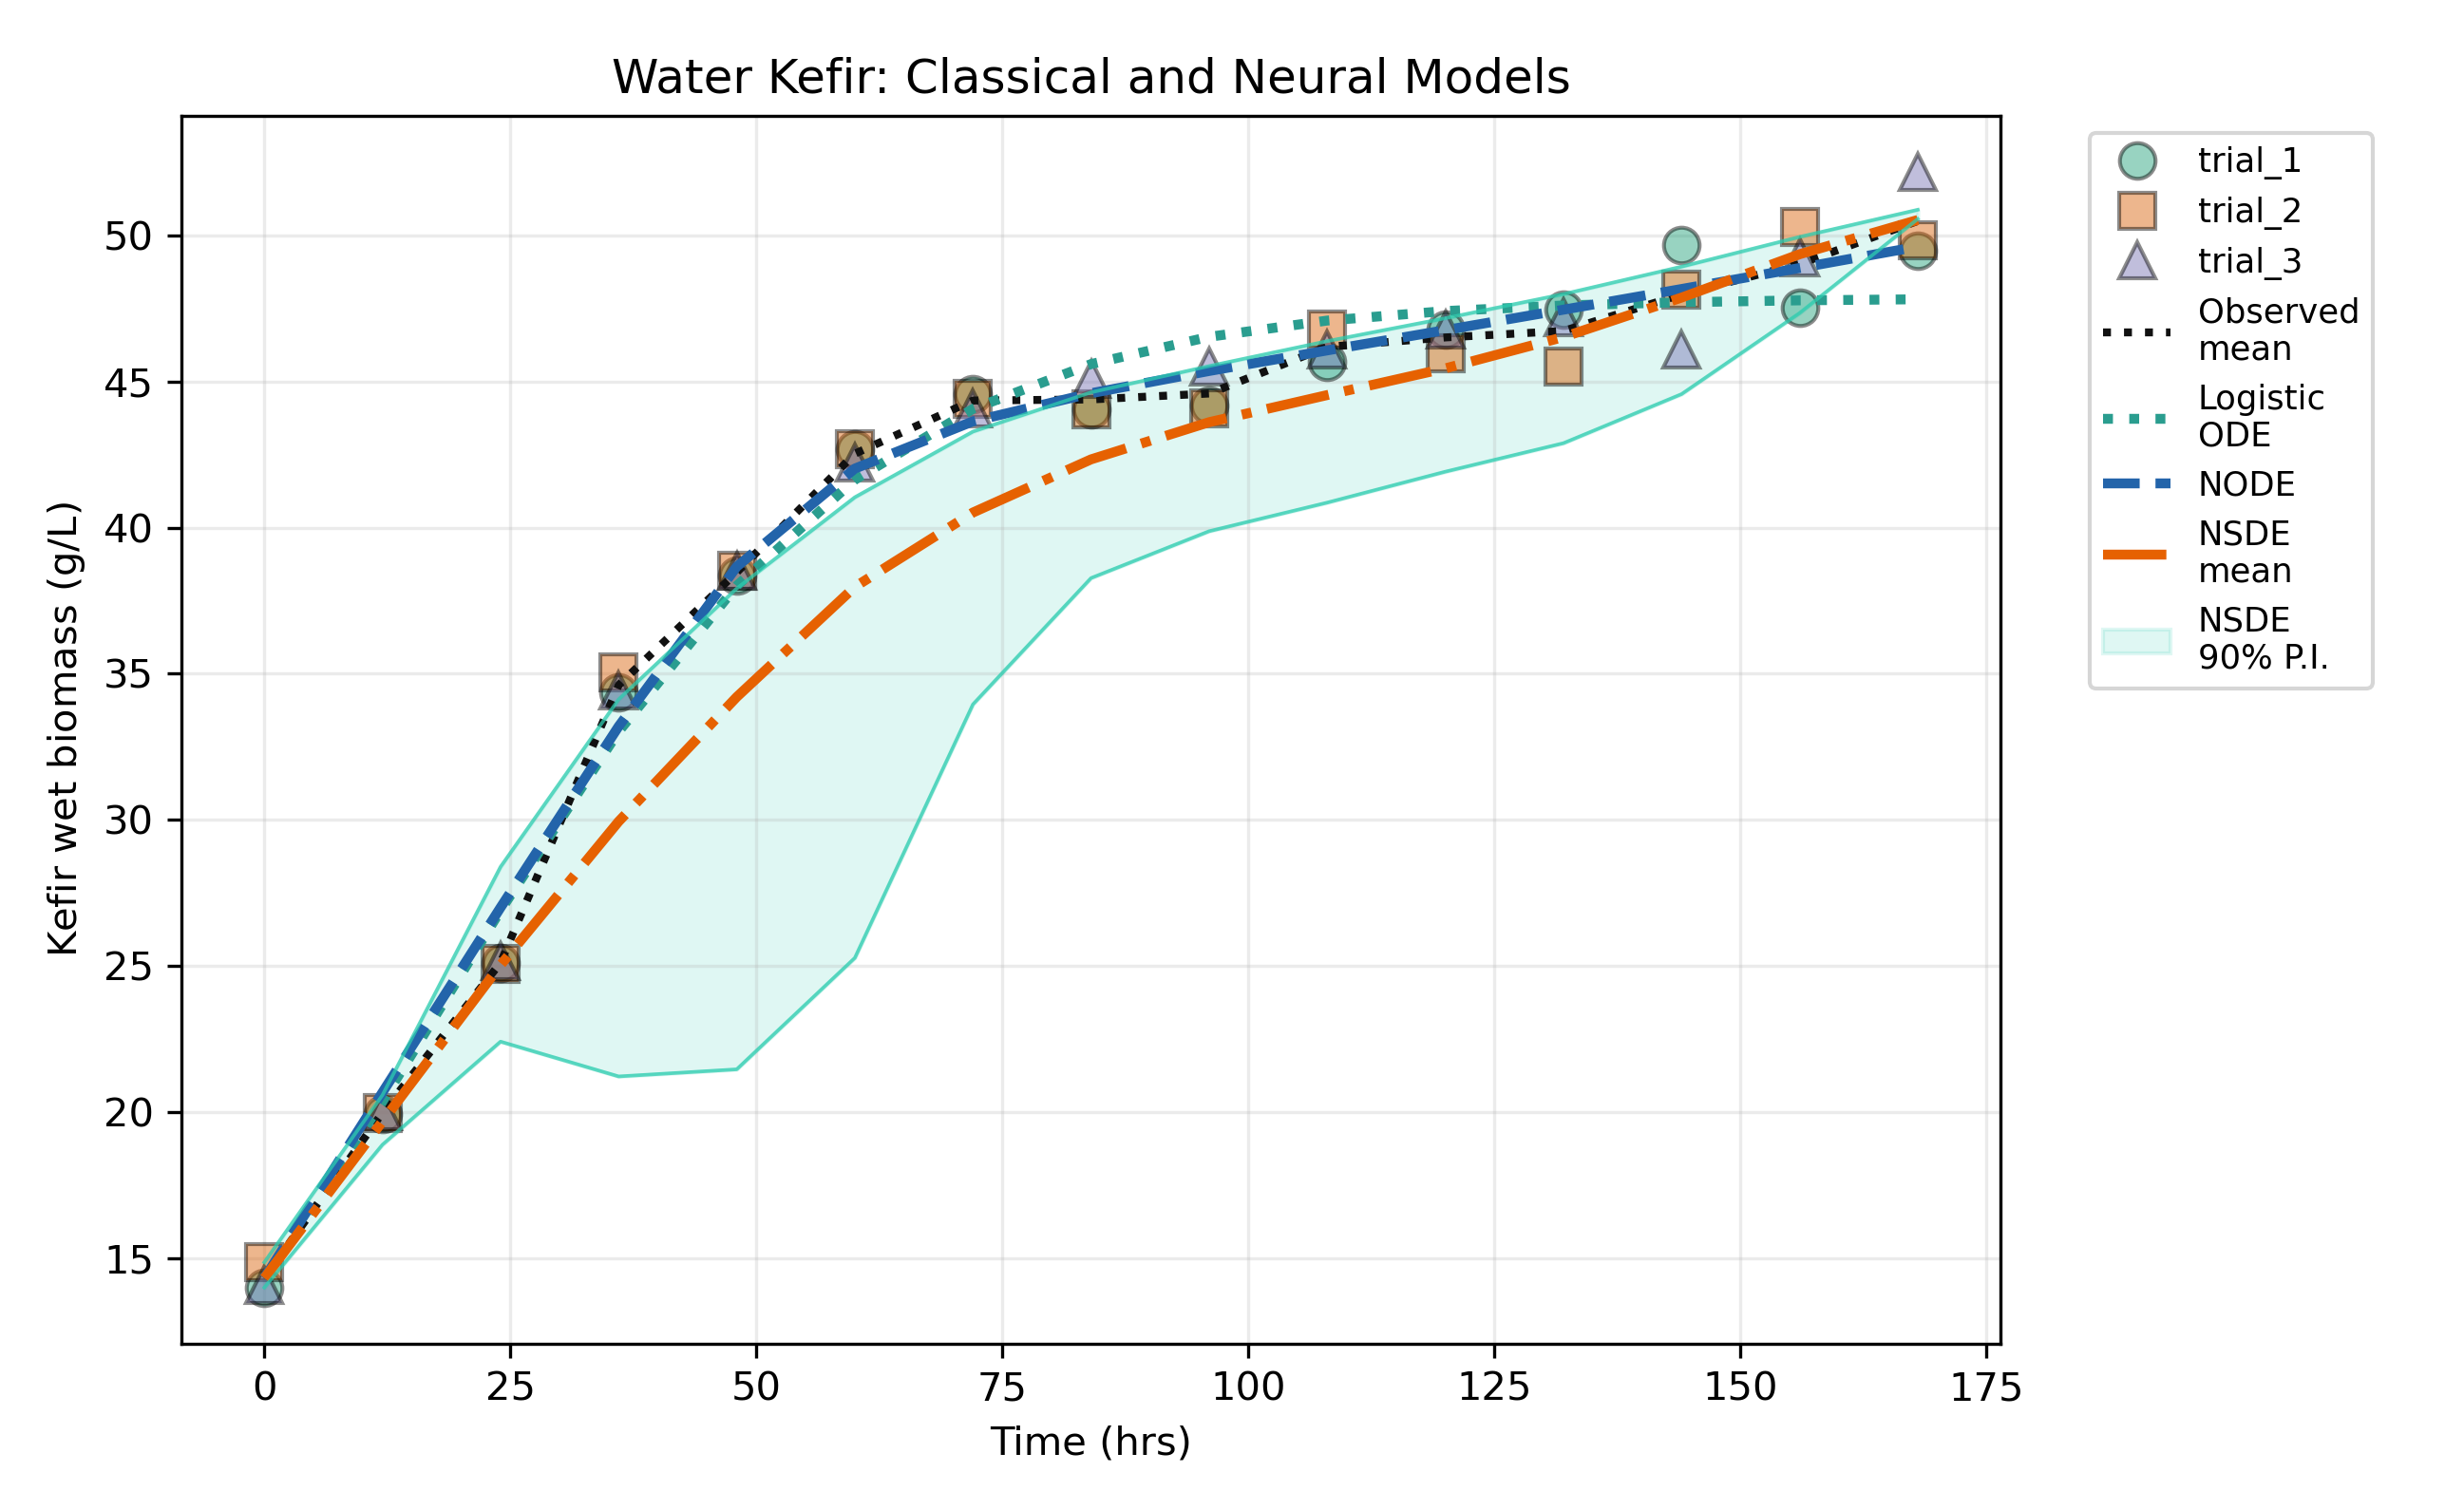 Water Kefir: Classical and Neural Models
Kefir wet biomass (g/L)
50
45
40
35
30
25
20
15
0 25 50 75 100 125 150 175
Time (hrs)
trial_1
trial_2
trial_3
Observed
mean
Logistic
ODE
NODE
NSDE
mean
NSDE
90% P.I.